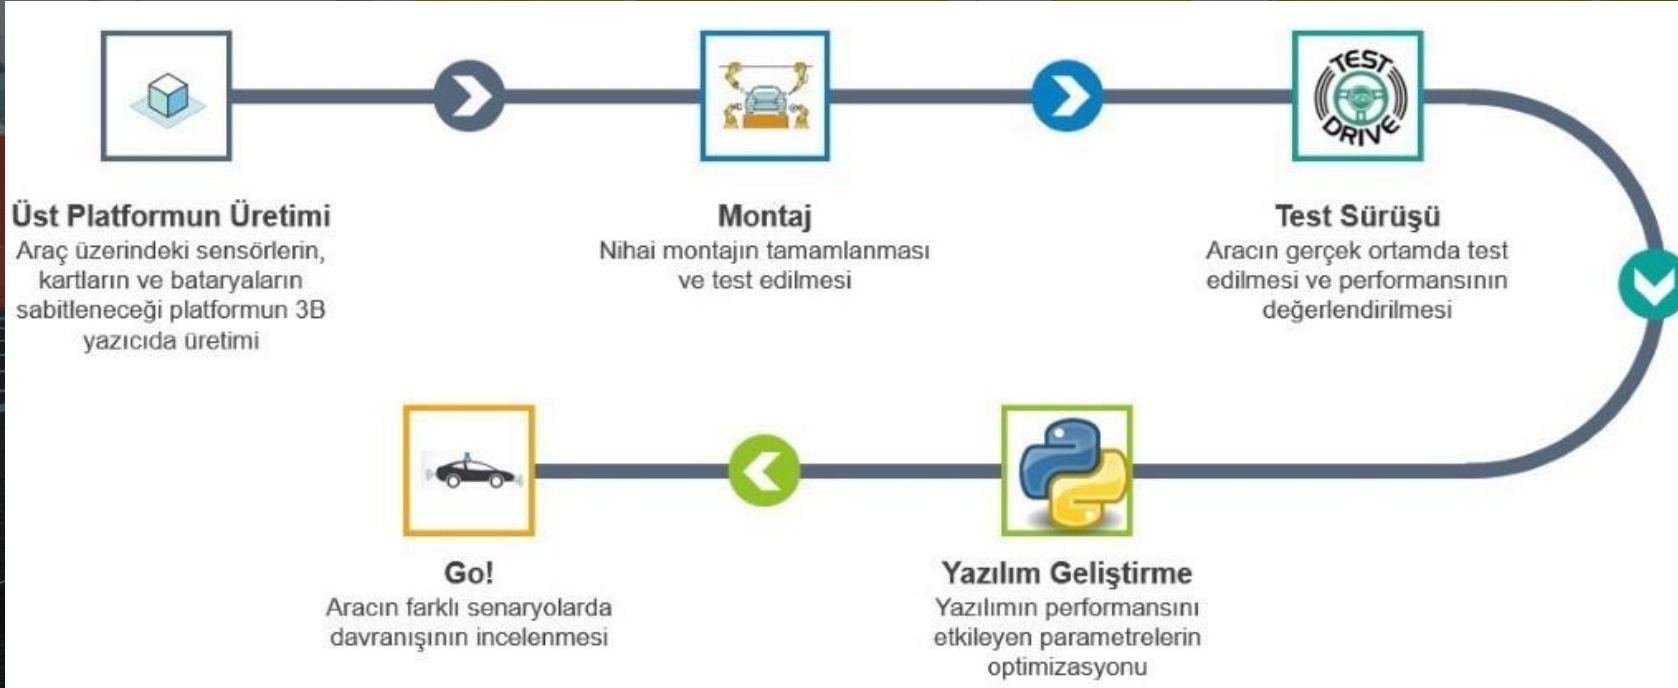 Üst Platformun Üretimi
Araç üzerindeki sensörlerin,
kartların ve bataryaların
sabitleneceği platformun 3B
yazıcıda üretimi
Montaj
Nihai montajın tamamlanması
ve test edilmesi
TEST
DRIVE
Test Sürüşü
Aracın gerçek ortamda test
edilmesi ve performansının
değerlendirilmesi
Yazılım Geliştirme
Yazılımın performansını
etkileyen parametrelerin
optimizasyonu
Go!
Aracın farklı senaryolarda
davranışının incelenmesi